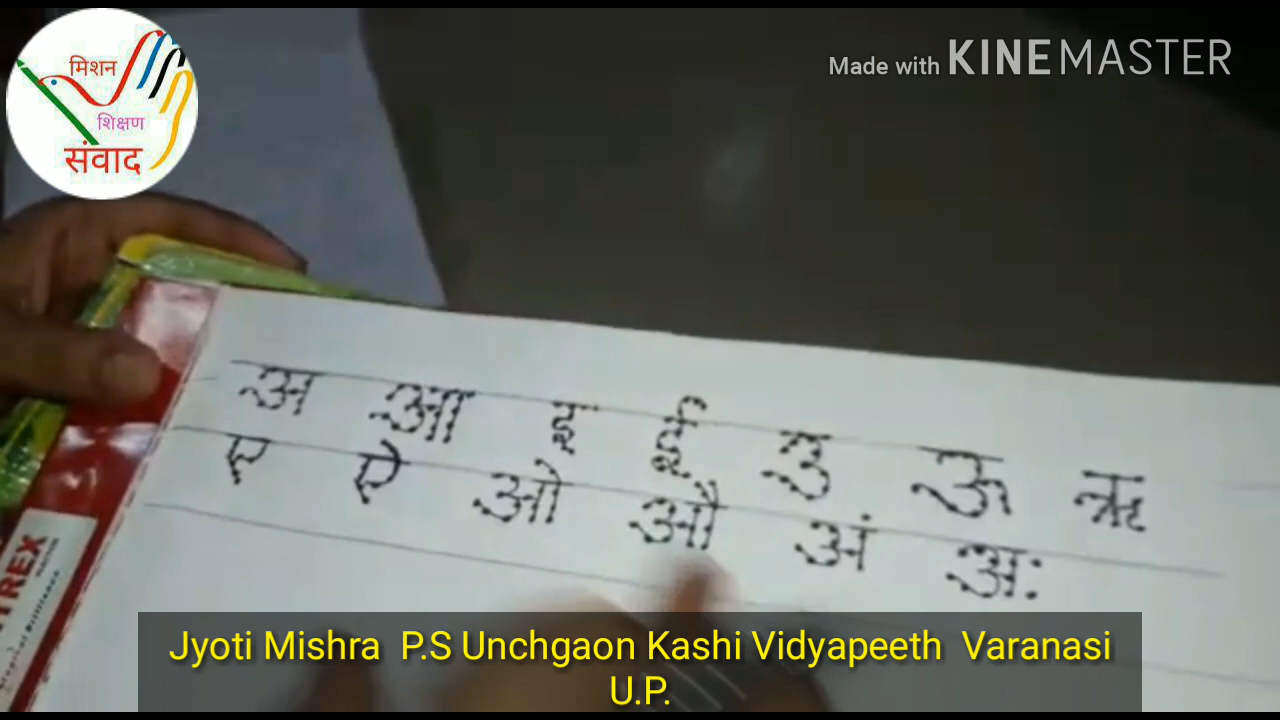 मिशन
शिक्षण
संवाद
Made with KINEMASTER
अ आ इ ई उ ऊ ऋ
ए ऐ ओ औ अं अः
Jyoti Mishra P.S Unchgaon Kashi Vidyapeeth Varanasi
U.P.